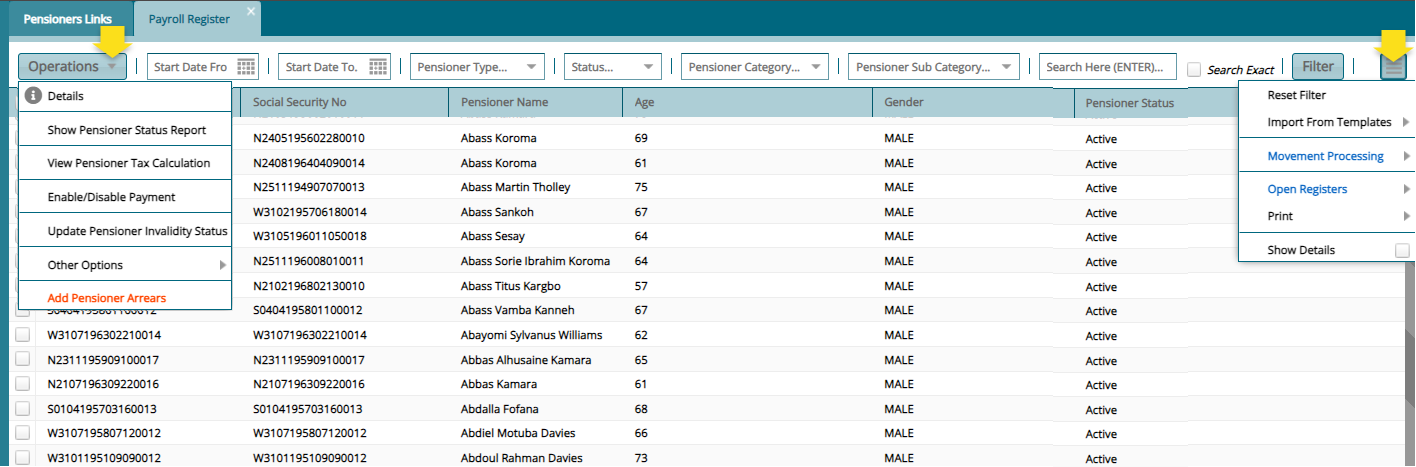 Pensioners Links Payroll Register
Operations Start Date Fro Start Date To. Pensioner Type... Status... Pensioner Category... Pensioner Sub Category... Search Here (ENTER)... Search Exact Filter
Details
Show Pensioner Status Report
View Pensioner Tax Calculation
Enable/Disable Payment
Update Pensioner Invalidity Status
Other Options
Add Pensioner Arrears
Reset Filter
Import From Templates
Movement Processing
Open Registers
Print
Show Details
Social Security No Pensioner Name Age Gender Pensioner Status
N2405195602280010 Abass Koroma 69 MALE Active
N2408196404090014 Abass Koroma 61 MALE Active
N2511194907070013 Abass Martin Tholley 75 MALE Active
W3102195706180014 Abass Sankoh 67 MALE Active
W3105196011050018 Abass Sesay 64 MALE Active
N2511196008010011 Abass Sorie Ibrahim Koroma 64 MALE Active
N2102196802130010 Abass Titus Kargbo 57 MALE Active
S0404195801100012 S0404195801100012 Abass Vamba Kanneh 67 MALE Active
W3107196302210014 W3107196302210014 Abayomi Sylvanus Williams 62 MALE Active
N2311195909100017 N2311195909100017 Abbas Alhusaine Kamara 65 MALE Active
N2107196309220016 N2107196309220016 Abbas Kamara 61 MALE Active
S0104195703160013 S0104195703160013 Abdalla Fofana 68 MALE Active
W3107195807120012 W3107195807120012 Abdiel Motuba Davies 66 MALE Active
W3101195109090012 W3101195109090012 Abdoul Rahman Davies 73 MALE Active